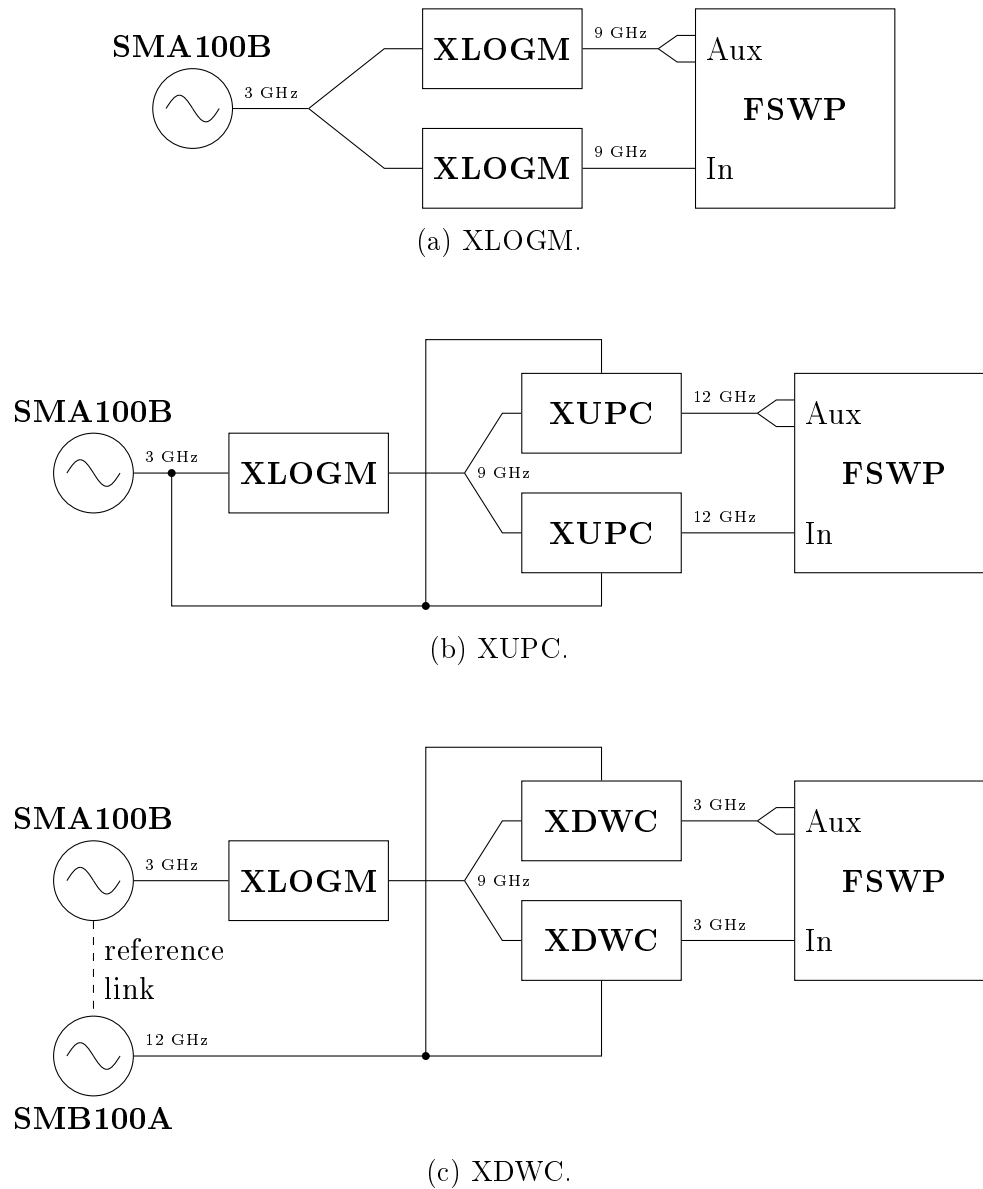 SMA100B
3 GHz
XLOGM
9 GHz
XLOGM
9 GHz
Aux
FSWP
In
(a) XLOGM.
SMA100B
3 GHz
XLOGM
9 GHz
XUPC
12 GHz
XUPC
12 GHz
Aux
FSWP
In
(b) XUPC.
SMA100B
3 GHz
XLOGM
9 GHz
XDWC
3 GHz
XDWC
3 GHz
Aux
FSWP
In
reference
link
12 GHz
SMB100A
(c) XDWC.